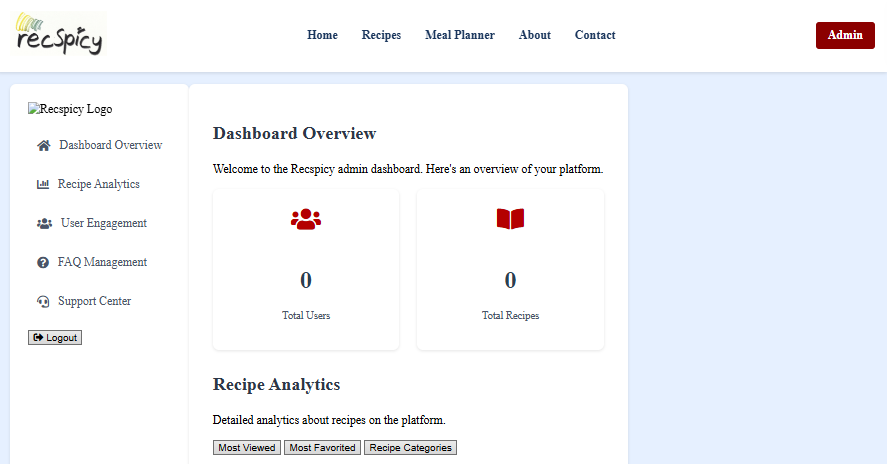 recSpicy
Home Recipes Meal Planner About Contact
Admin
Recspicy Logo
Dashboard Overview
Recipe Analytics
User Engagement
FAQ Management
Support Center
Logout
Dashboard Overview
Welcome to the Recspicy admin dashboard. Here's an overview of your platform.
0
Total Users
0
Total Recipes
Recipe Analytics
Detailed analytics about recipes on the platform.
Most Viewed Most Favorited Recipe Categories